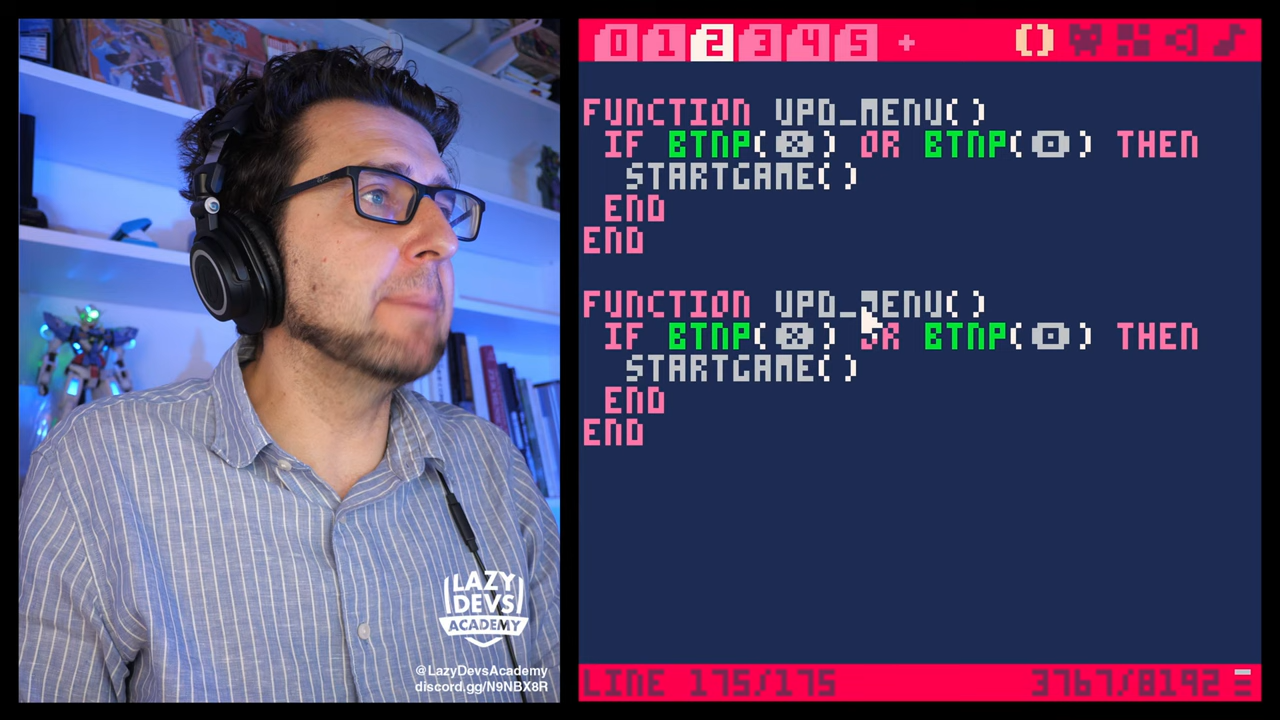 0 1 2 3 4 5 +
FUNCTION UPD_MENU()
IF BTNP(❎) OR BTNP(🅾️) THEN
STARTGAME()
END
END
FUNCTION UPD_MENU()
IF BTNP(❎) OR BTNP(🅾️) THEN
STARTGAME()
END
END
LINE 175/175
3767/8192
LAZY
DEVS
ACADEMY
@LazyDevsAcademy
discord.gg/N9NBX8R